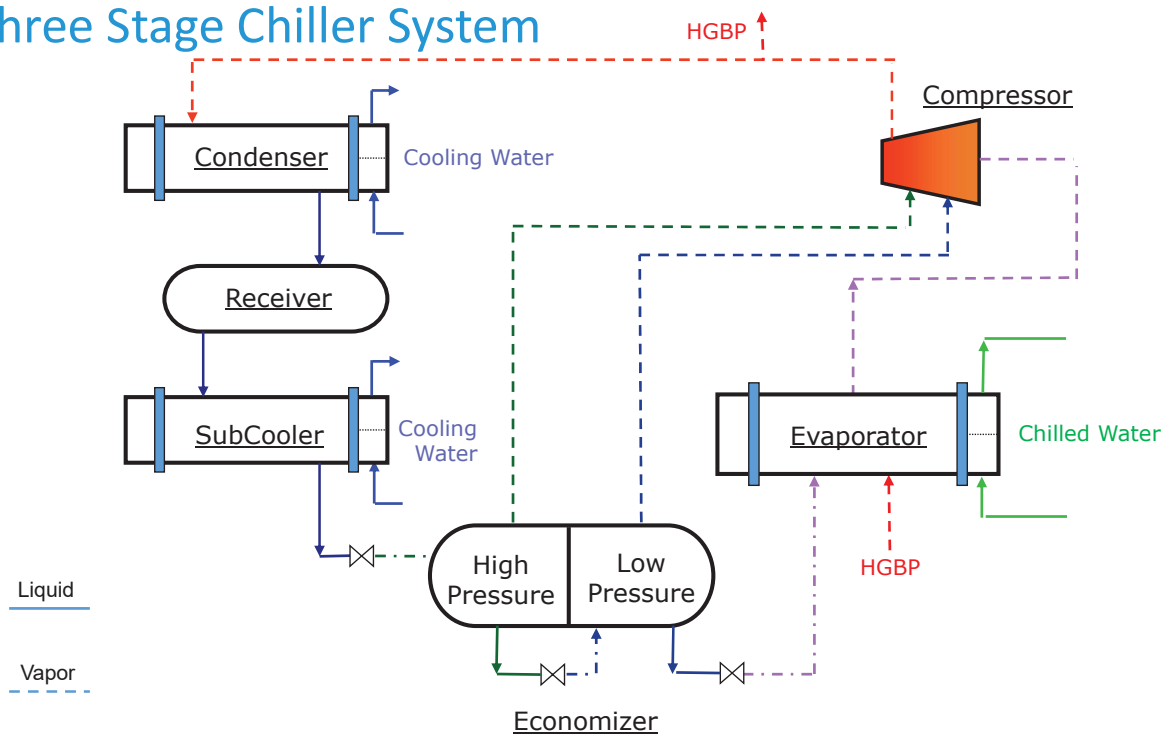 hree Stage Chiller System
HGBP
Compressor
Condenser
Cooling Water
Receiver
SubCooler
Cooling
Water
Evaporator
Chilled Water
High
Pressure
Low
Pressure
HGBP
Liquid
Vapor
Economizer